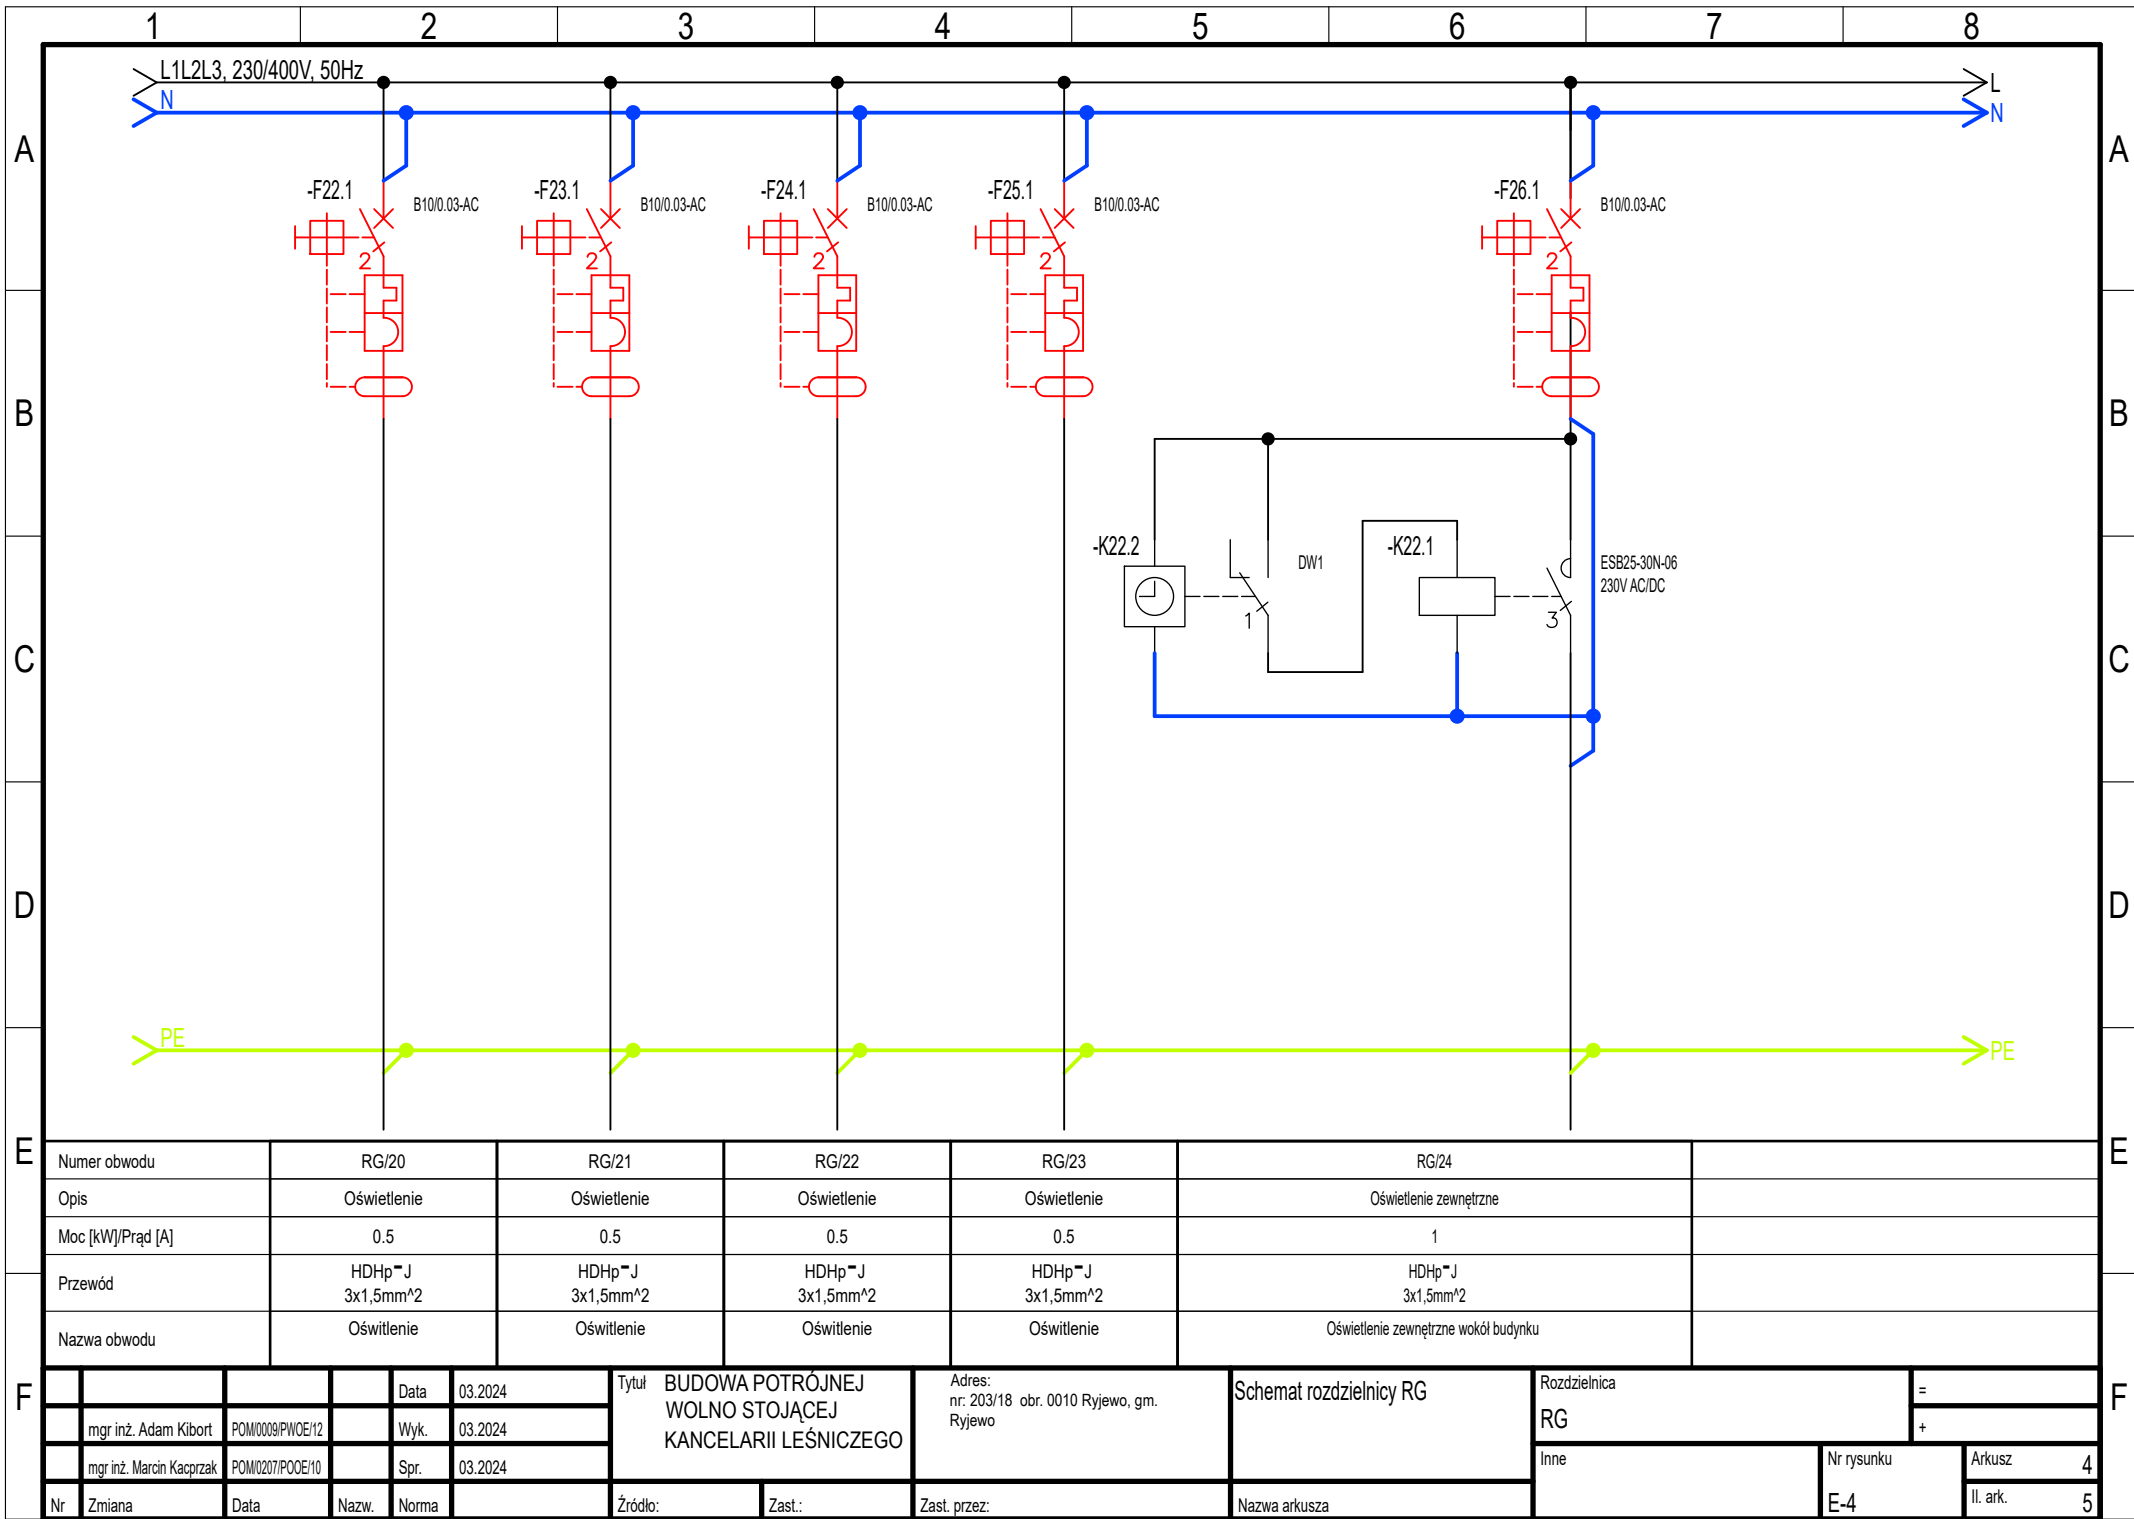 1 2 3 4 5 6 7 8
L1L2L3, 230/400V, 50Hz
L
N
N
A
A
-F22.1
B10/0.03-AC
-F23.1
B10/0.03-AC
-F24.1
B10/0.03-AC
-F25.1
B10/0.03-AC
-F26.1
B10/0.03-AC
2
2
2
2
2
B
B
-K22.2
DW1
-K22.1
ESB25-30N-06
230V AC/DC
1
3
C
C
D
D
PE
PE
E
E
Numer obwodu RG/20 RG/21 RG/22 RG/23 RG/24
Opis Oświetlenie Oświetlenie Oświetlenie Oświetlenie Oświetlenie zewnętrzne
Moc [kW]/Prąd [A] 0.5 0.5 0.5 0.5 1
Przewód HDHp-J HDHp-J HDHp-J HDHp-J HDHp-J
3x1,5mm^2 3x1,5mm^2 3x1,5mm^2 3x1,5mm^2 3x1,5mm^2
Nazwa obwodu Oświtlenie Oświtlenie Oświtlenie Oświtlenie Oświetlenie zewnętrzne wokół budynku
F
F
Data 03.2024
mgr inż. Adam Kibort POM/0009/PWOE/12 Wyk. 03.2024
mgr inż. Marcin Kacprzak POM/0207/POOE/10 Spr. 03.2024
Nr Zmiana Data Nazw. Norma
Tytuł BUDOWA POTRÓJNEJ
WOLNO STOJĄCEJ
KANCELARII LEŚNICZEGO
Źródło: Zast.: Zast. przez:
Adres:
nr: 203/18 obr. 0010 Ryjewo, gm.
Ryjewo
Schemat rozdzielnicy RG
Nazwa arkusza
Rozdzielnica
RG
=
+
Inne
Nr rysunku
E-4
Arkusz 4
Il. ark. 5